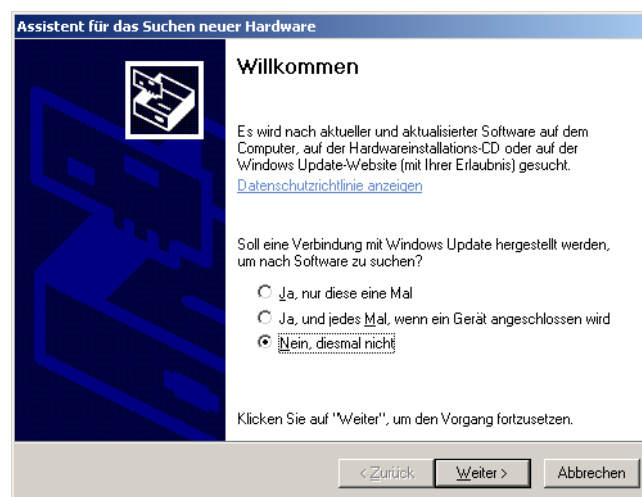 Assistent für das Suchen neuer Hardware
Willkommen
Es wird nach aktueller und aktualisierter Software auf dem
Computer, auf der Hardwareinstallations-CD oder auf der
Windows Update-Website (mit Ihrer Erlaubnis) gesucht.
Datenschutzrichtlinie anzeigen
Soll eine Verbindung mit Windows Update hergestellt werden,
um nach Software zu suchen?
Ja, nur diese eine Mal
Ja, und jedes Mal, wenn ein Gerät angeschlossen wird
Nein, diesmal nicht
Klicken Sie auf "Weiter", um den Vorgang fortzusetzen.
< Zurück Weiter > Abbrechen